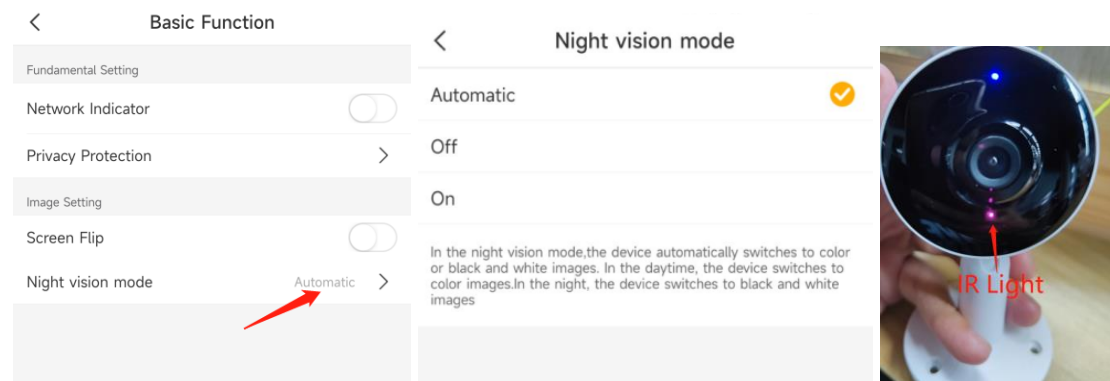 Basic Function
Fundamental Setting
Network Indicator
Privacy Protection
Image Setting
Screen Flip
Night vision mode
Automatic
Night vision mode
Automatic
Off
On
In the night vision mode,the device automatically switches to color
or black and white images. In the daytime, the device switches to
color images.In the night, the device switches to black and white
images
IR Light